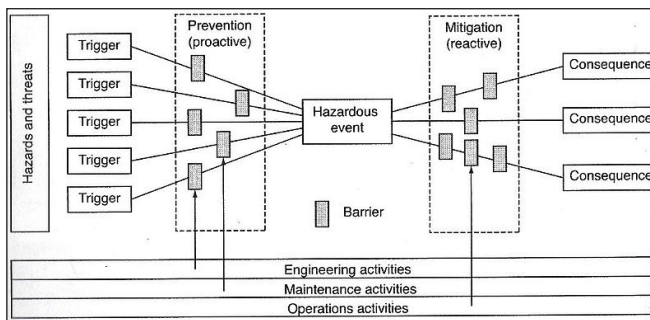 Hazards and threats
Trigger
Trigger
Trigger
Trigger
Trigger
Prevention
(proactive)
Hazardous
event
Mitigation
(reactive)
Consequence
Consequence
Consequence
Barrier
Engineering activities
Maintenance activities
Operations activities